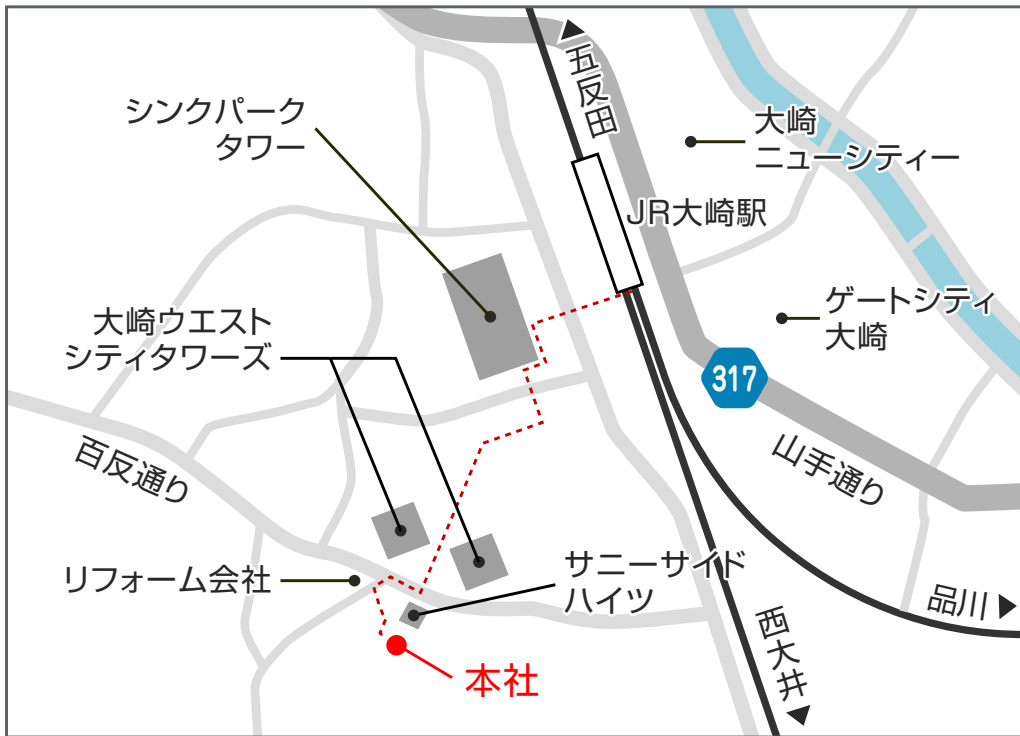 五反田
シンクパーク
タワー
大崎
ニューシティー
JR大崎駅
大崎ウエスト
シティタワーズ
ゲートシティ
大崎
317
百反通り
山手通り
リフォーム会社
サニーサイド
ハイツ
品川
西大井
本社